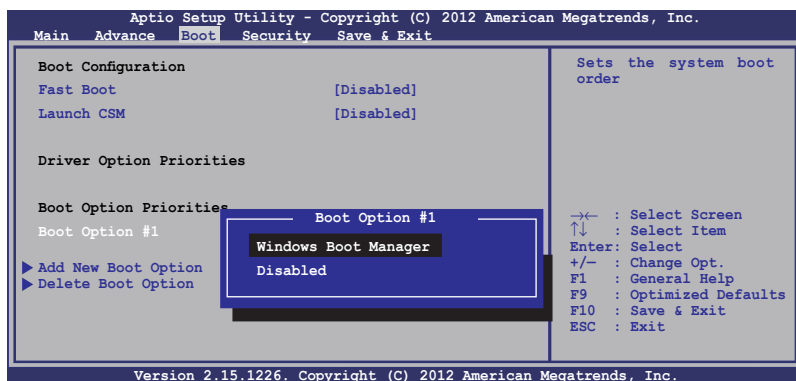 Aptio Setup Utility - Copyright (C) 2012 American Megatrends, Inc.
Main Advance Boot Security Save & Exit
Boot Configuration
Fast Boot [Disabled]
Launch CSM [Disabled]
Driver Option Priorities
Boot Option Priorities
Boot Option #1
Add New Boot Option
Delete Boot Option
Boot Option #1
Windows Boot Manager
Disabled
Sets the system boot
order
→← : Select Screen
↑↓ : Select Item
Enter: Select
+/— : Change Opt.
F1 : General Help
F9 : Optimized Defaults
F10 : Save & Exit
ESC : Exit
Version 2.15.1226. Copyright (C) 2012 American Megatrends, Inc.